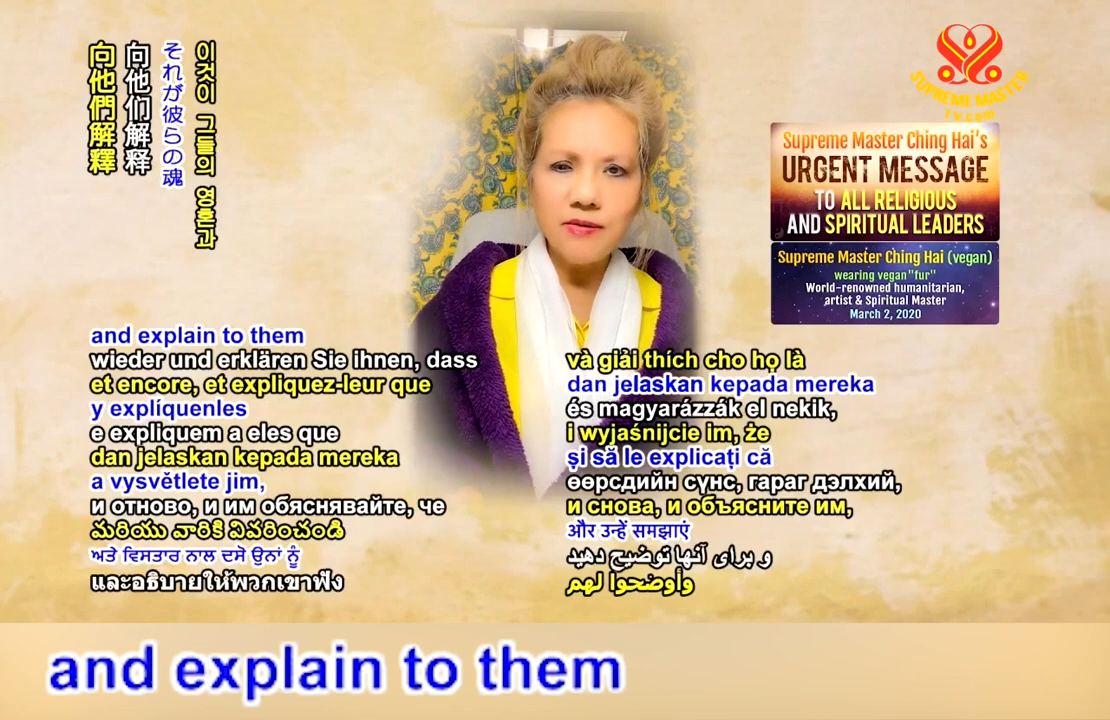 向他們解釋
向他们解释
それが彼らの魂
이것이 그들의 영혼과
SUPREME MASTER
TV.com
Supreme Master Ching Hai's
URGENT MESSAGE
TO ALL RELIGIOUS
AND SPIRITUAL LEADERS
Supreme Master Ching Hai (vegan)
wearing vegan "fur"
World-renowned humanitarian,
artist & Spiritual Master
March 2, 2020
and explain to them
wieder und erklären Sie ihnen, dass
et encore, et expliquez-leur que
y explíquenles
e expliquem a eles que
dan jelaskan kepada mereka
a vysvětlete jim,
и отново, и им обяснявайте, че
మరియు వారికి వివరించండి
ਅਤੇ ਵਿਸਤਾਰ ਨਾਲ ਦਸੋ ਉਨਾਂ ਨੂੰ
และอธิบายให้พวกเขาฟัง
và giải thích cho họ là
dan jelaskan kepada mereka
és magyarázzák el nekik,
i wyjaśnijcie im, że
și să le explicați că
өөрсдийн сүнс, гараг дэлхий,
и снова, и объясните им,
और उन्हें समझाएं
و برای آنها توضیح دهید
وأوضحوا لهم
and explain to them